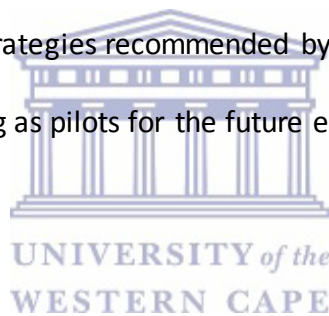 rategies recommended by
g as pilots for the future e
UNIVERSITY of the
WESTERN CAPE